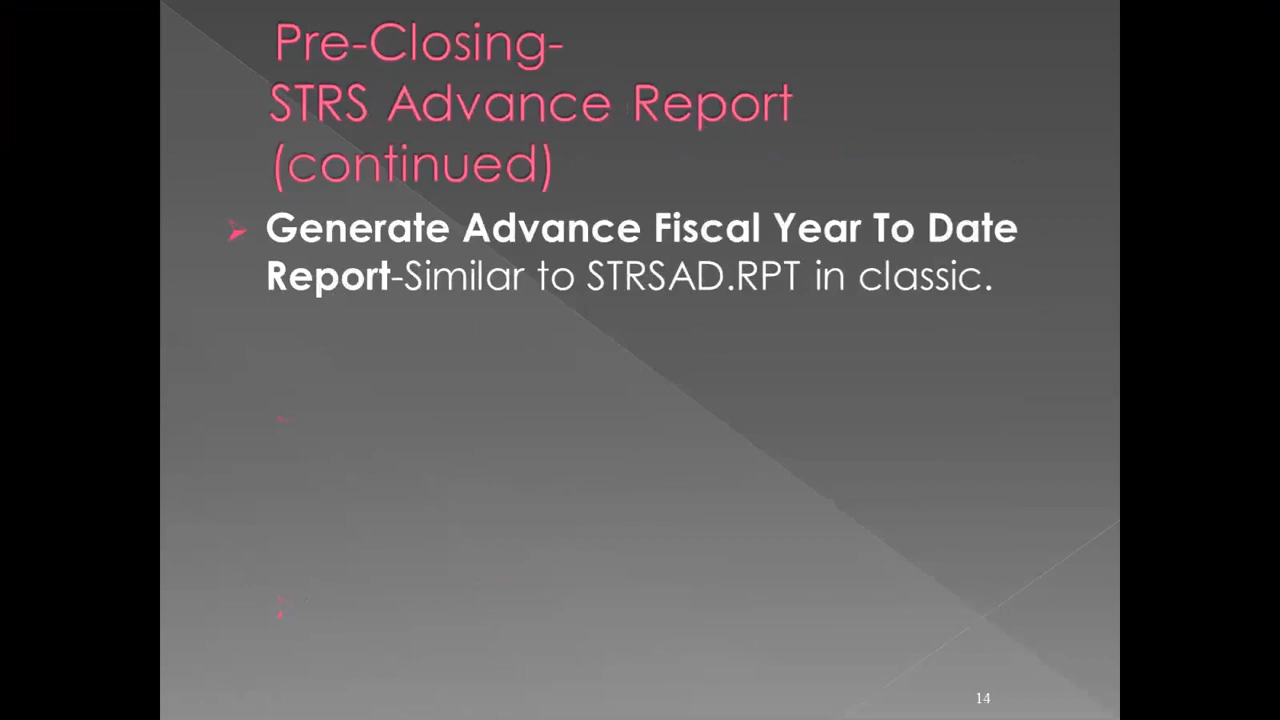 Pre-Closing-
STRS Advance Report
(continued)
Generate Advance Fiscal Year To Date
Report-Similar to STRSAD.RPT in classic.
14